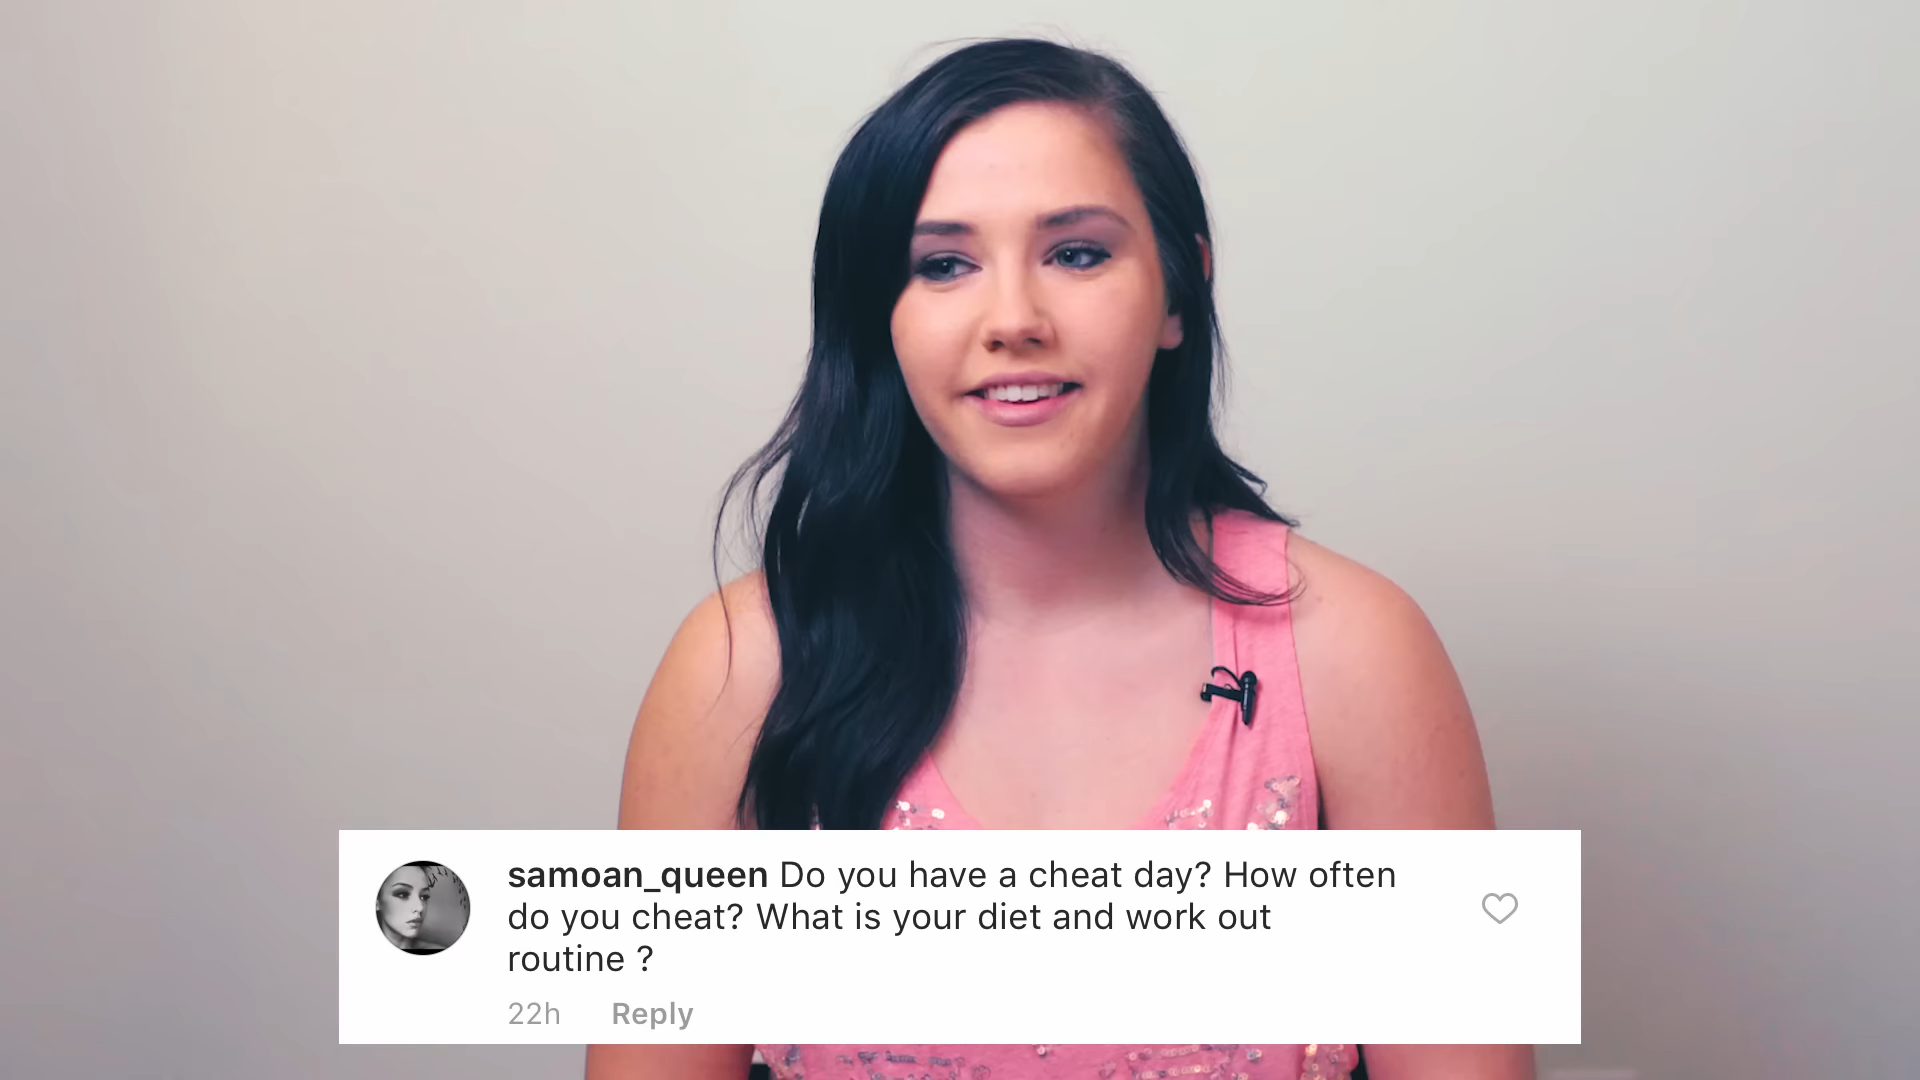 samoan_queen Do you have a cheat day? How often
do you cheat? What is your diet and work out
routine ?
22h Reply